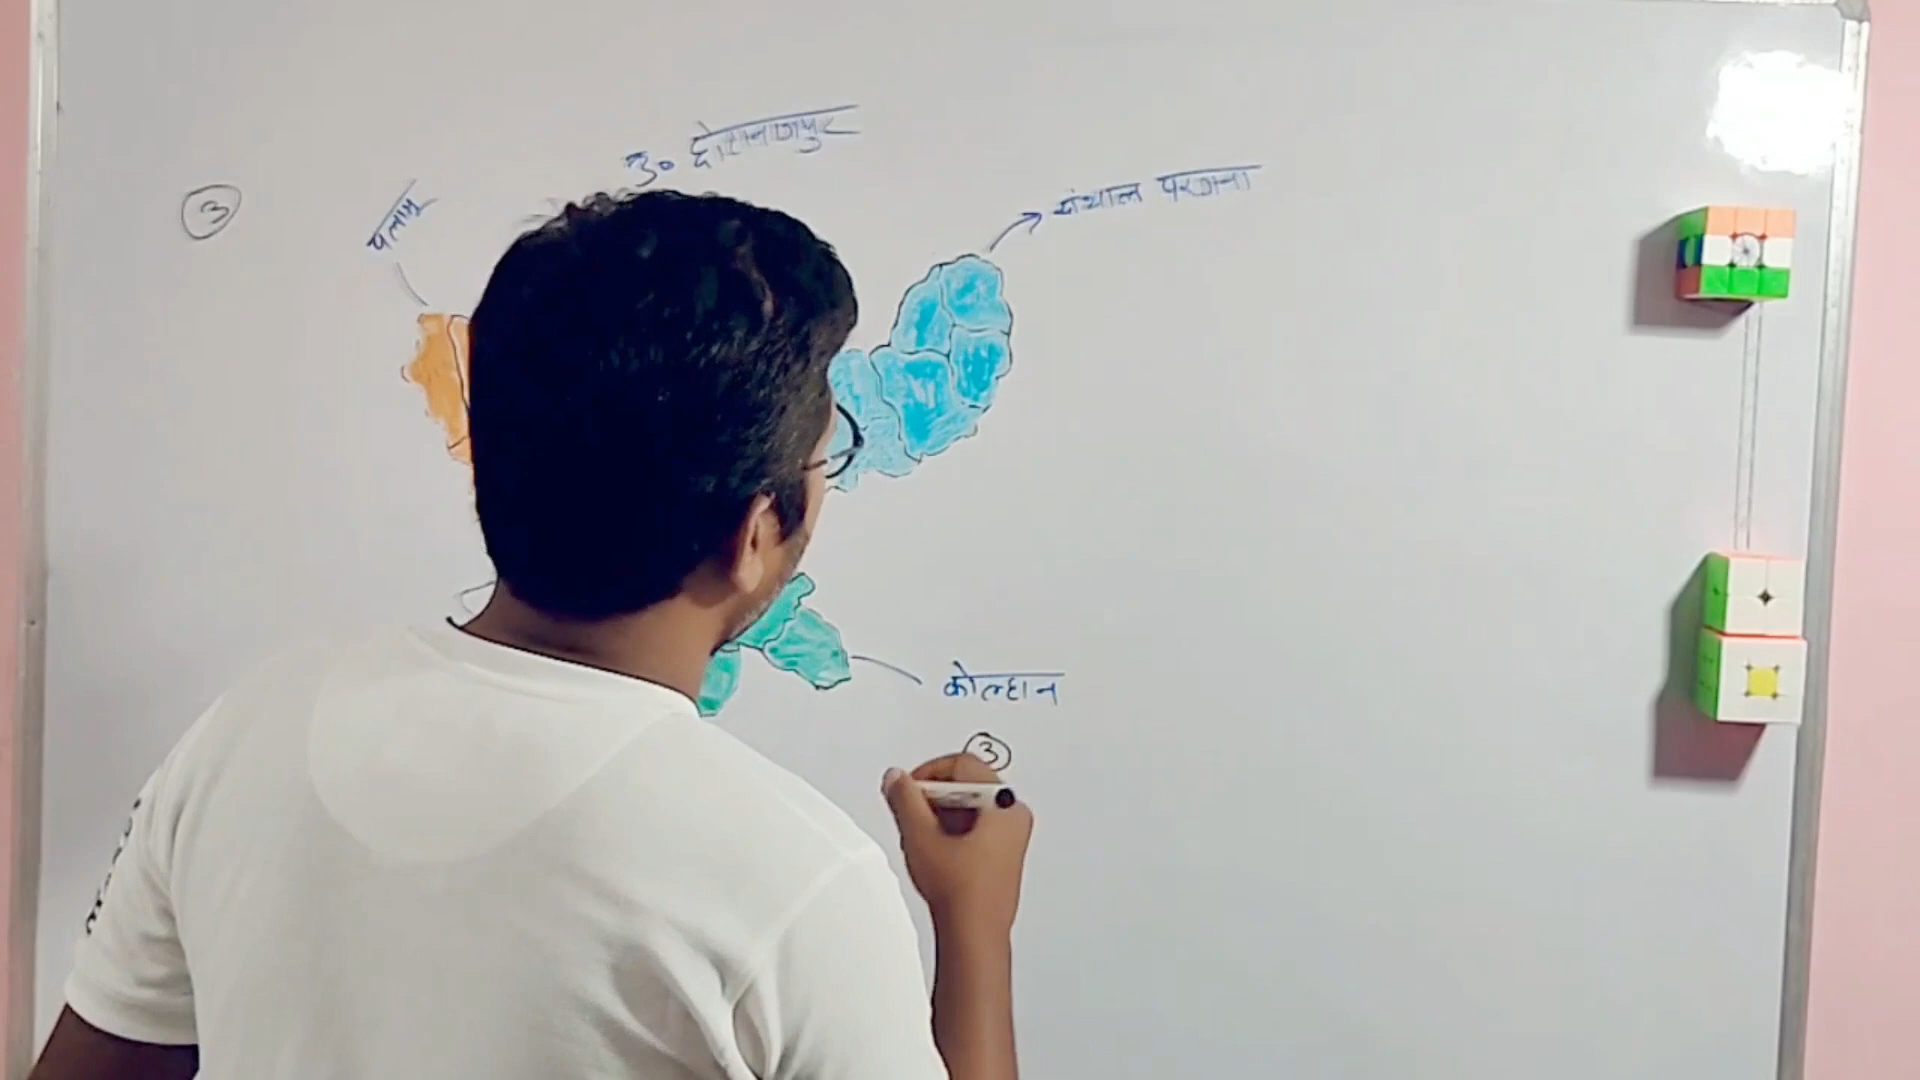 उ० छोटानागपुर
संथाल परगना
3
पलामू
कोल्हान
3